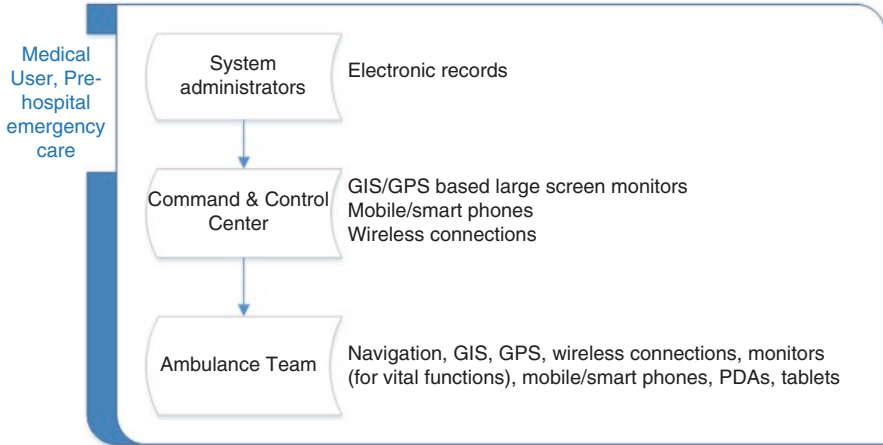 Medical
User, Pre-
hospital
emergency
care
System
administrators
Electronic records
Command & Control
Center
GIS/GPS based large screen monitors
Mobile/smart phones
Wireless connections
Ambulance Team
Navigation, GIS, GPS, wireless connections, monitors
(for vital functions), mobile/smart phones, PDAs, tablets